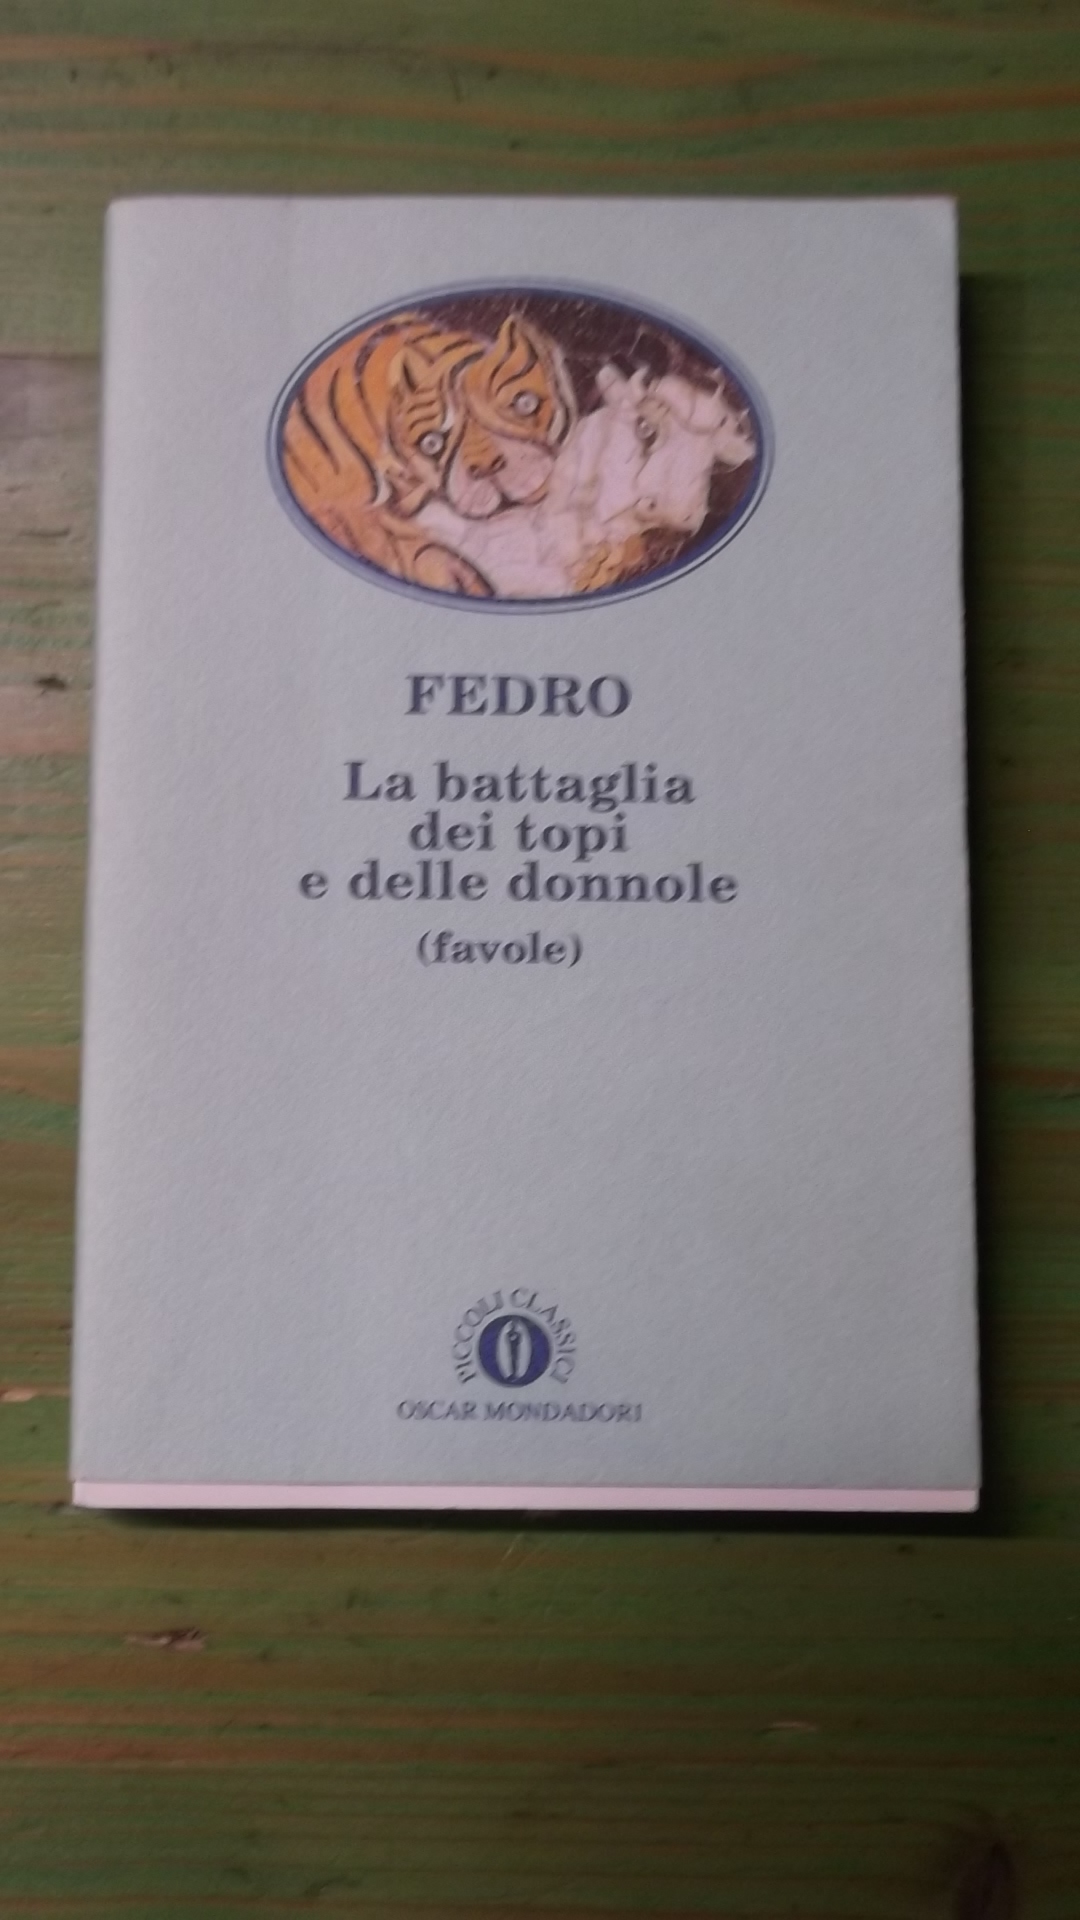 FEDRO
La battaglia
dei topi
e delle donnole
(favole)
PICCOLI CLASSICI
OSCAR MONDADORI